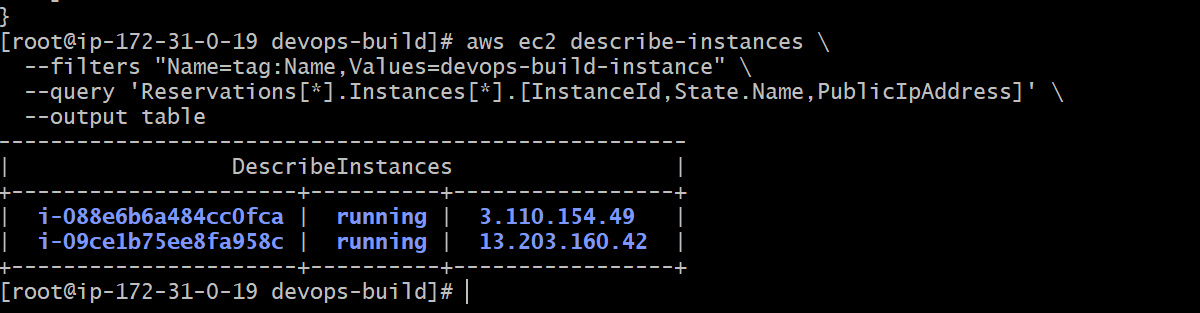 }
[root@ip-172-31-0-19 devops-build]# aws ec2 describe-instances \
  --filters "Name=tag:Name,Values=devops-build-instance" \
  --query 'Reservations[*].Instances[*].[InstanceId,State.Name,PublicIpAddress]' \
  --output table
-----------------------------------------------------
|                  DescribeInstances                 |
+----------------------+----------+-----------------+
|  i-088e6b6a484cc0fca |  running |  3.110.154.49   |
|  i-09ce1b75ee8fa958c |  running |  13.203.160.42  |
+----------------------+----------+-----------------+
[root@ip-172-31-0-19 devops-build]#